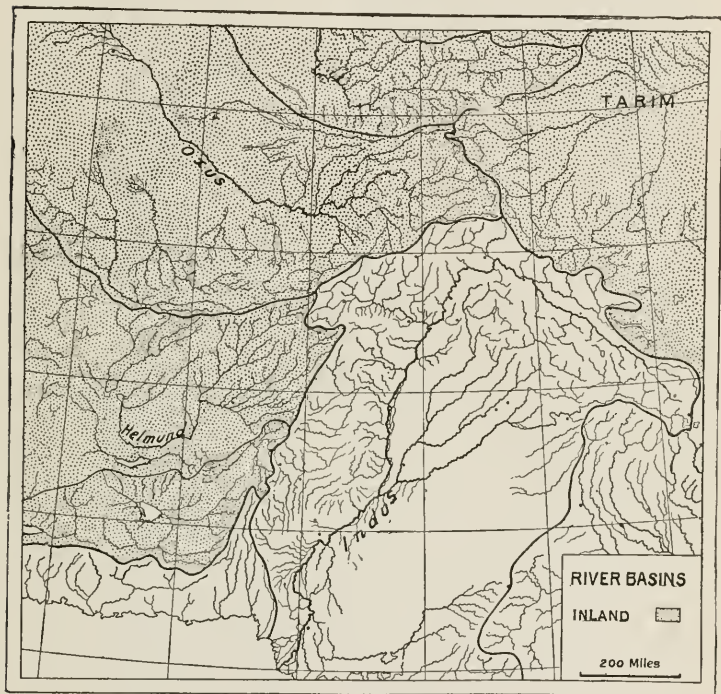 TARIM
Oxus
Helmund
Indus
RIVER BASINS
INLAND
200 Miles